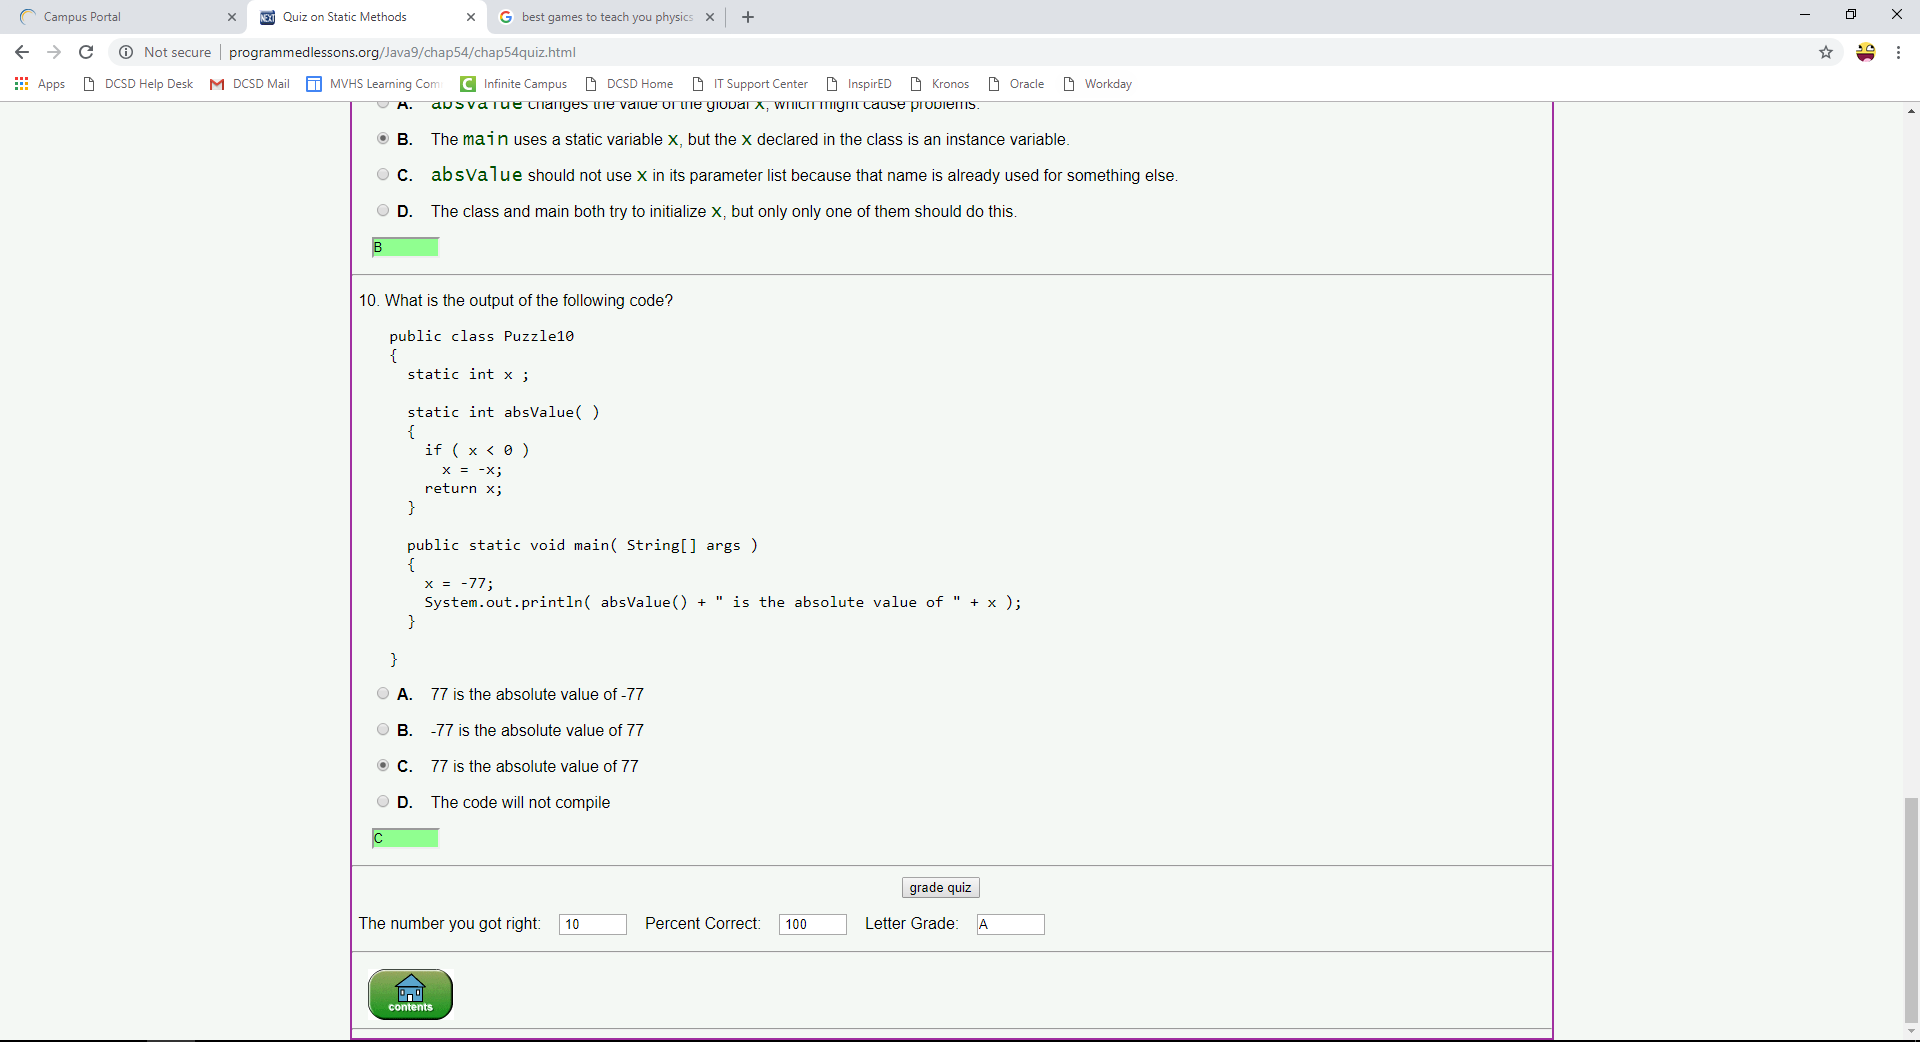 Campus Portal
NEXT Quiz on Static Methods
best games to teach you physics
Not secure programmedlessons.org/Java9/chap54/chap54quiz.html
Apps DCSD Help Desk DCSD Mail MVHS Learning Com Infinite Campus DCSD Home IT Support Center InspirED Kronos Oracle Workday
A. absValue changes the value of the global x, which might cause problems.
B. The main uses a static variable x, but the x declared in the class is an instance variable.
C. absValue should not use x in its parameter list because that name is already used for something else.
D. The class and main both try to initialize x, but only only one of them should do this.
B
10. What is the output of the following code?
public class Puzzle10
{
static int x ;
static int absValue( )
{
if ( x < 0 )
x = -x;
return x;
}
public static void main( String[] args )
{
x = -77;
System.out.println( absValue() + " is the absolute value of " + x );
}
}
A. 77 is the absolute value of -77
B. -77 is the absolute value of 77
C. 77 is the absolute value of 77
D. The code will not compile
C
grade quiz
The number you got right: 10 Percent Correct: 100 Letter Grade: A
contents